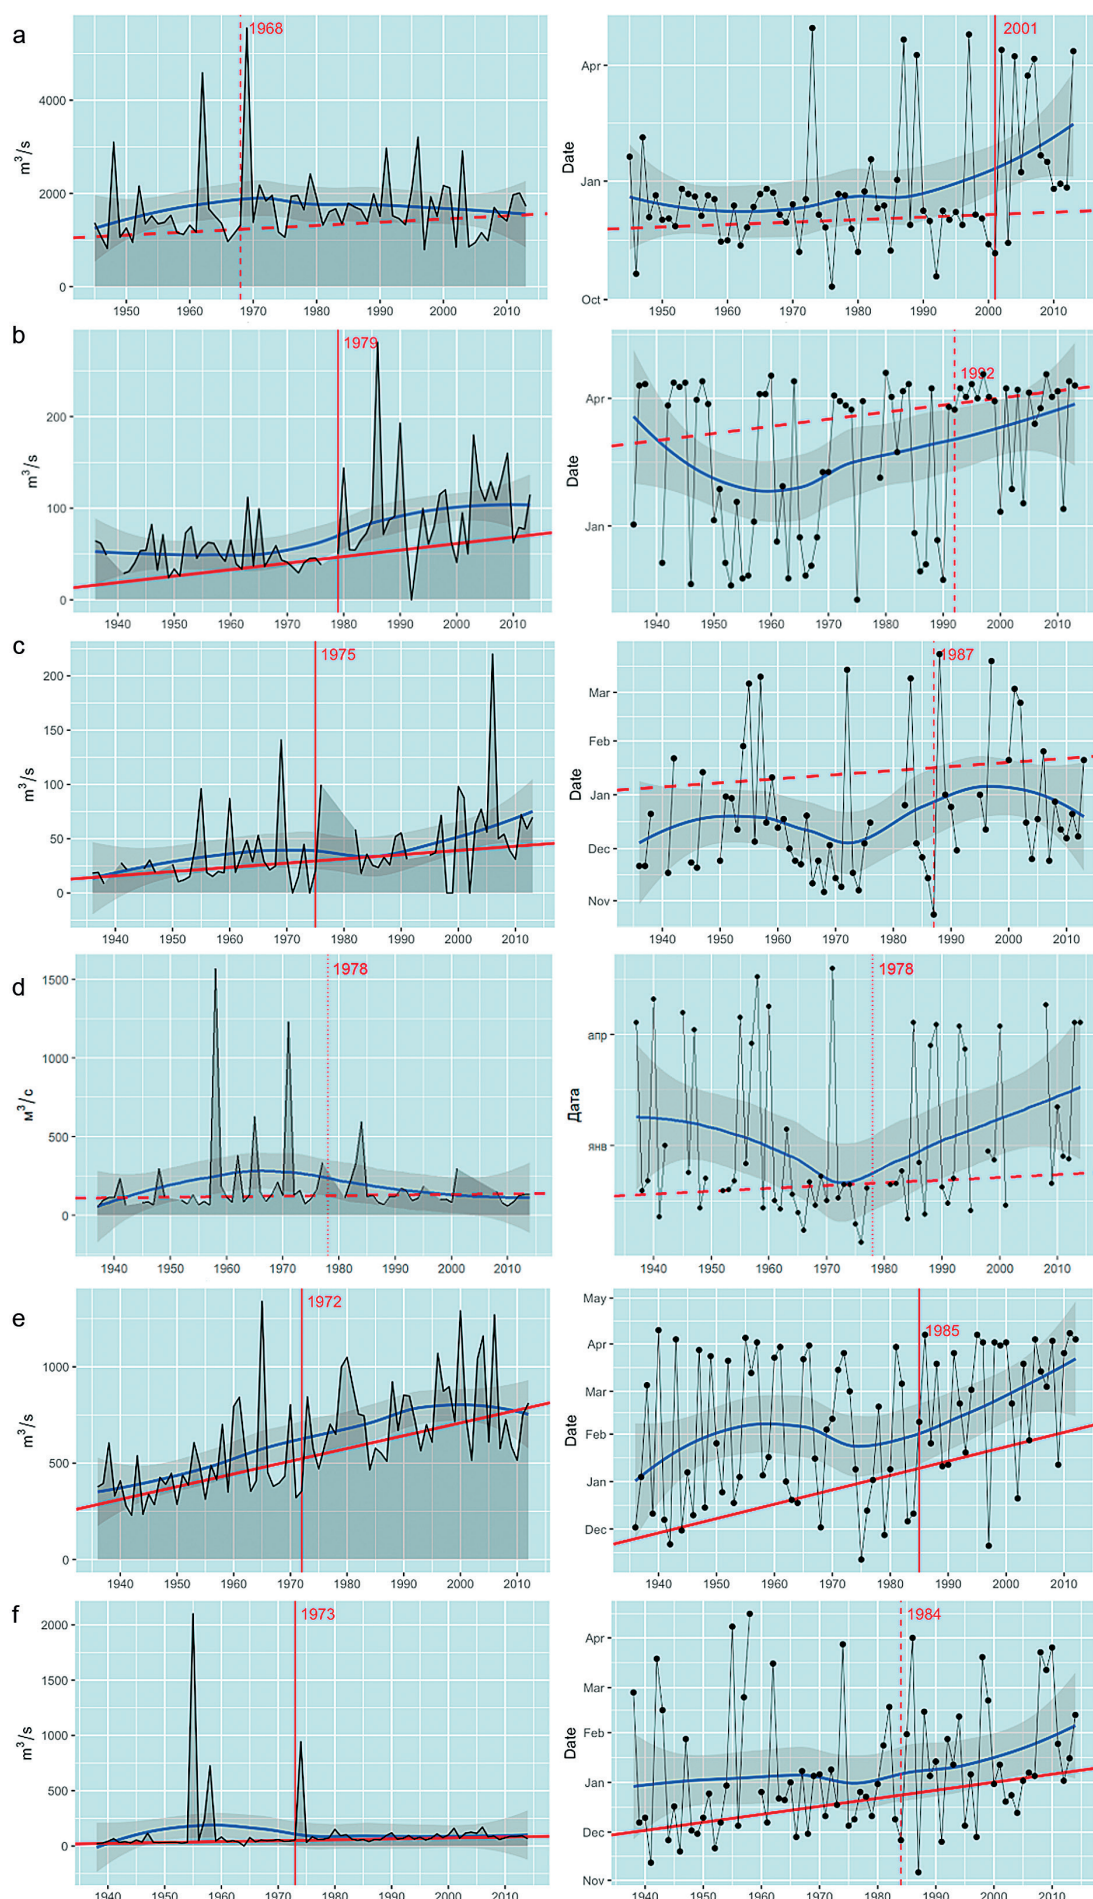 a
1968
4000
2000
0
m³/s
1950 1960 1970 1980 1990 2000 2010
2001
Apr
Jan
Oct
Date
1950 1960 1970 1980 1990 2000 2010
b
1979
200
100
0
m³/s
1940 1950 1960 1970 1980 1990 2000 2010
1992
Apr
Jan
Date
1940 1950 1960 1970 1980 1990 2000 2010
c
1975
200
150
100
50
0
m³/s
1940 1950 1960 1970 1980 1990 2000 2010
1987
Mar
Feb
Jan
Dec
Nov
Date
1940 1950 1960 1970 1980 1990 2000 2010
d
1978
1500
1000
500
0
м³/с
1940 1950 1960 1970 1980 1990 2000 2010
1978
апр
янв
Дата
1940 1950 1960 1970 1980 1990 2000 2010
e
1972
1000
500
0
m³/s
1940 1950 1960 1970 1980 1990 2000 2010
1985
May
Apr
Mar
Feb
Jan
Dec
Date
1940 1950 1960 1970 1980 1990 2000 2010
f
1973
2000
1500
1000
500
0
m³/s
1940 1950 1960 1970 1980 1990 2000 2010
1984
Apr
Mar
Feb
Jan
Dec
Nov
Date
1940 1950 1960 1970 1980 1990 2000 2010